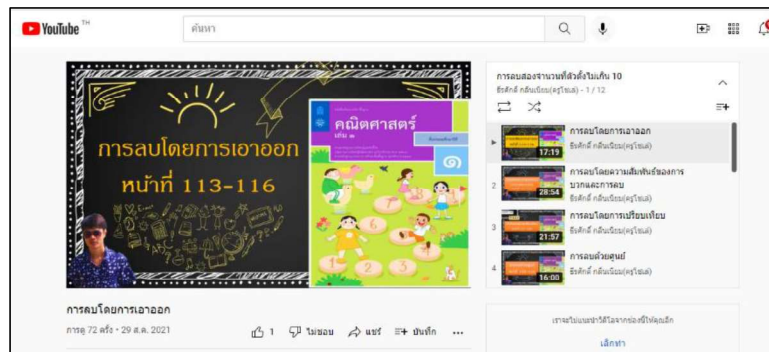 YouTube TH
ค้นหา
การลบโดยการเอาออก
หน้าที่ 113-116
คณิตศาสตร์
เล่ม ๑
๑
การลบโดยการเอาออก
การดู 72 ครั้ง • 29 ส.ค. 2021
1 ไม่ชอบ แชร์ บันทึก ...
การลบสองจำนวนที่ตัวตั้งไม่เกิน 10
ธีรศักดิ์ กลิ่นเนียม(ครูโซเล่) - 1 / 12
การลบโดยการเอาออก
ธีรศักดิ์ กลิ่นเนียม(ครูโซเล่)
17:19
2
การลบโดยความสัมพันธ์ของการ
บวกและการลบ
ธีรศักดิ์ กลิ่นเนียม(ครูโซเล่)
28:54
3
การลบโดยการเปรียบเทียบ
ธีรศักดิ์ กลิ่นเนียม(ครูโซเล่)
21:57
4
การลบด้วยศูนย์
ธีรศักดิ์ กลิ่นเนียม(ครูโซเล่)
16:00
เราจะไม่แนะนำวิดีโอจากช่องนี้ให้คุณอีก
เลิกทำ